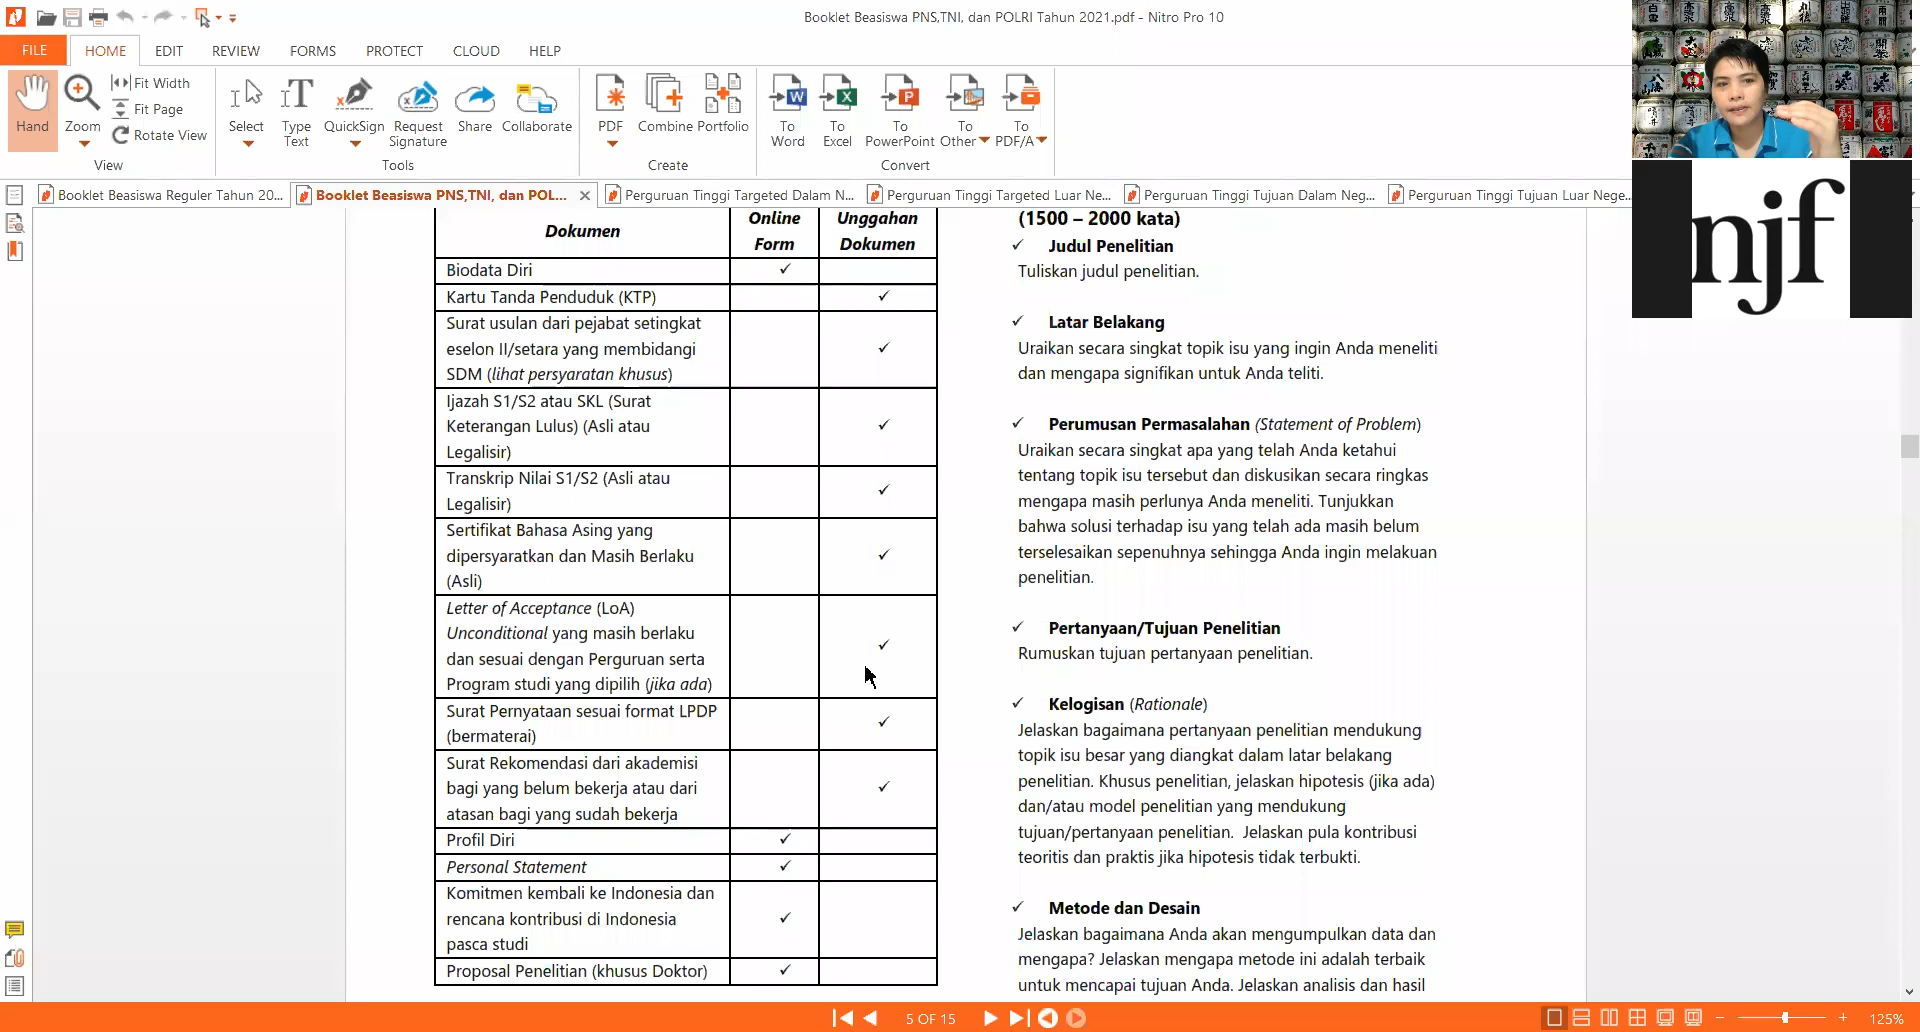 Booklet Beasiswa PNS,TNI, dan POLRI Tahun 2021.pdf - Nitro Pro 10
FILE
HOME
EDIT
REVIEW
FORMS
PROTECT
CLOUD
HELP
Hand
Zoom
Fit Width
Fit Page
Rotate View
View
Select
Type
Text
QuickSign
Request
Signature
Share
Collaborate
Tools
PDF
Combine
Portfolio
Create
To
Word
To
Excel
To
PowerPoint
To
Other
To
PDF/A
Convert
Booklet Beasiswa Reguler Tahun 20...
Booklet Beasiswa PNS,TNI, dan POL...
Perguruan Tinggi Targeted Dalam N...
Perguruan Tinggi Targeted Luar Ne...
Perguruan Tinggi Tujuan Dalam Neg...
Perguruan Tinggi Tujuan Luar Nege...
njf
Dokumen
Online
Form
Unggahan
Dokumen
Biodata Diri ✓
Kartu Tanda Penduduk (KTP) ✓
Surat usulan dari pejabat setingkat
eselon II/setara yang membidangi ✓
SDM (lihat persyaratan khusus)
Ijazah S1/S2 atau SKL (Surat
Keterangan Lulus) (Asli atau ✓
Legalisir)
Transkrip Nilai S1/S2 (Asli atau ✓
Legalisir)
Sertifikat Bahasa Asing yang
dipersyaratkan dan Masih Berlaku ✓
(Asli)
Letter of Acceptance (LoA)
Unconditional yang masih berlaku ✓
dan sesuai dengan Perguruan serta
Program studi yang dipilih (jika ada)
Surat Pernyataan sesuai format LPDP ✓
(bermaterai)
Surat Rekomendasi dari akademisi
bagi yang belum bekerja atau dari ✓
atasan bagi yang sudah bekerja
Profil Diri ✓
Personal Statement ✓
Komitmen kembali ke Indonesia dan
rencana kontribusi di Indonesia ✓
pasca studi
Proposal Penelitian (khusus Doktor) ✓
(1500 – 2000 kata)
✓ Judul Penelitian
Tuliskan judul penelitian.
✓ Latar Belakang
Uraikan secara singkat topik isu yang ingin Anda meneliti
dan mengapa signifikan untuk Anda teliti.
✓ Perumusan Permasalahan (Statement of Problem)
Uraikan secara singkat apa yang telah Anda ketahui
tentang topik isu tersebut dan diskusikan secara ringkas
mengapa masih perlunya Anda meneliti. Tunjukkan
bahwa solusi terhadap isu yang telah ada masih belum
terselesaikan sepenuhnya sehingga Anda ingin melakuan
penelitian.
✓ Pertanyaan/Tujuan Penelitian
Rumuskan tujuan pertanyaan penelitian.
✓ Kelogisan (Rationale)
Jelaskan bagaimana pertanyaan penelitian mendukung
topik isu besar yang diangkat dalam latar belakang
penelitian. Khusus penelitian, jelaskan hipotesis (jika ada)
dan/atau model penelitian yang mendukung
tujuan/pertanyaan penelitian. Jelaskan pula kontribusi
teoritis dan praktis jika hipotesis tidak terbukti.
✓ Metode dan Desain
Jelaskan bagaimana Anda akan mengumpulkan data dan
mengapa? Jelaskan mengapa metode ini adalah terbaik
untuk mencapai tujuan Anda. Jelaskan analisis dan hasil
5 OF 15
125%